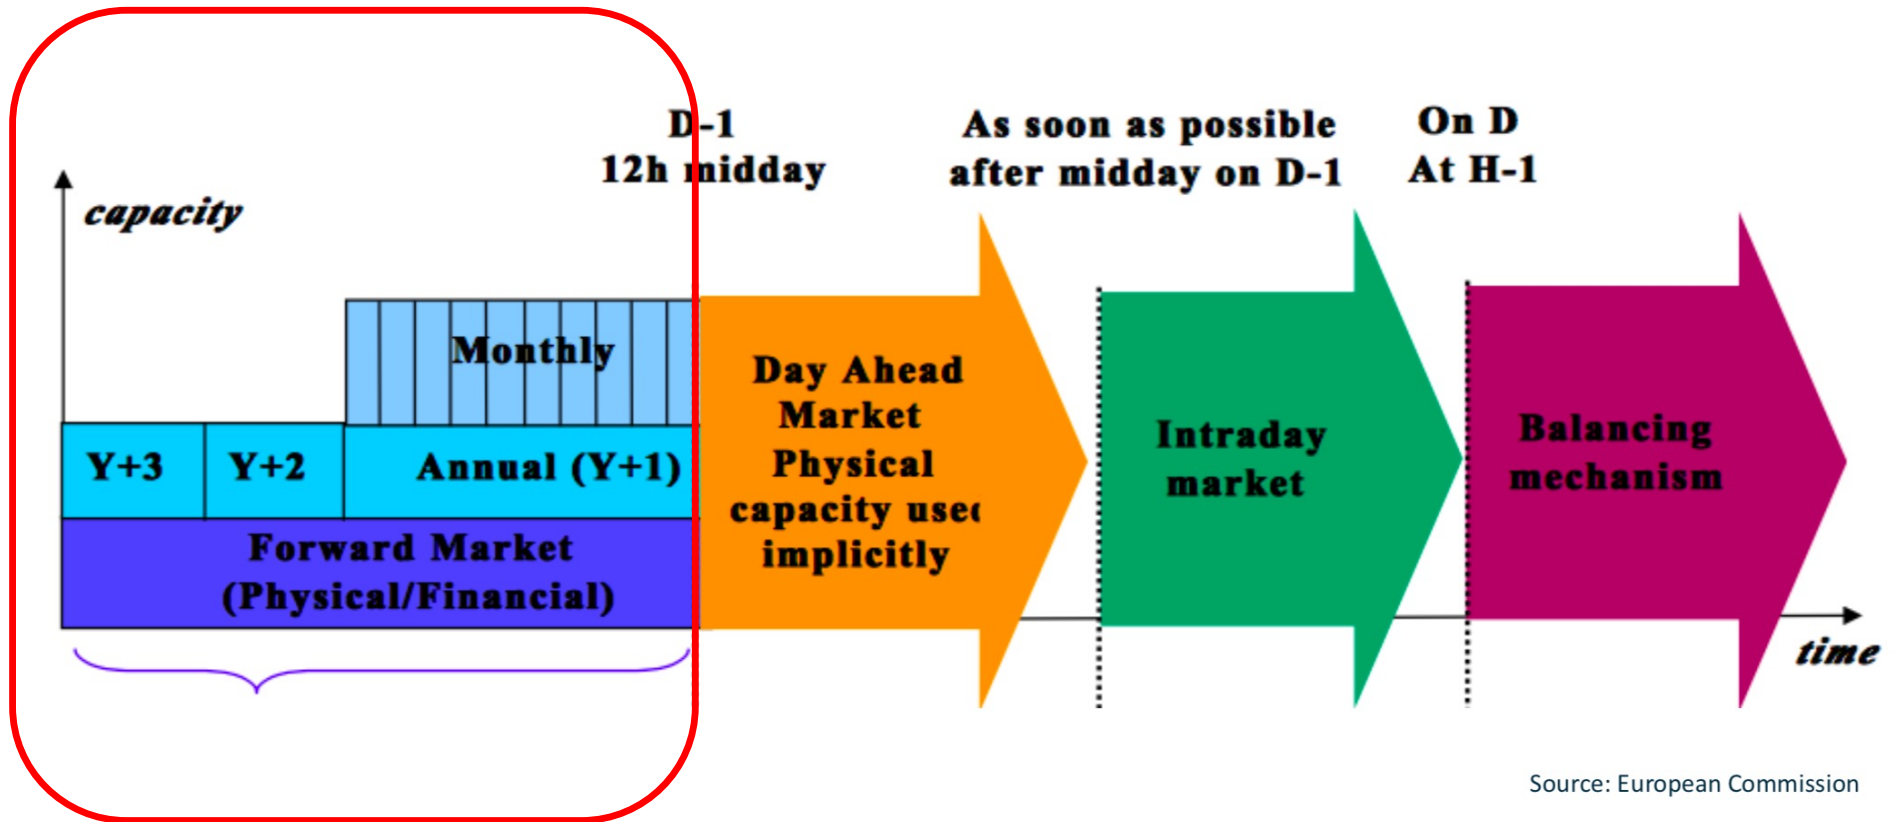 D-1
12h midday
As soon as possible
after midday on D-1
On D
At H-1
capacity
Monthly
Y+3
Y+2
Annual (Y+1)
Forward Market
(Physical/Financial)
Day Ahead
Market
Physical
capacity used
implicitly
Intraday
market
Balancing
mechanism
time
Source: European Commission